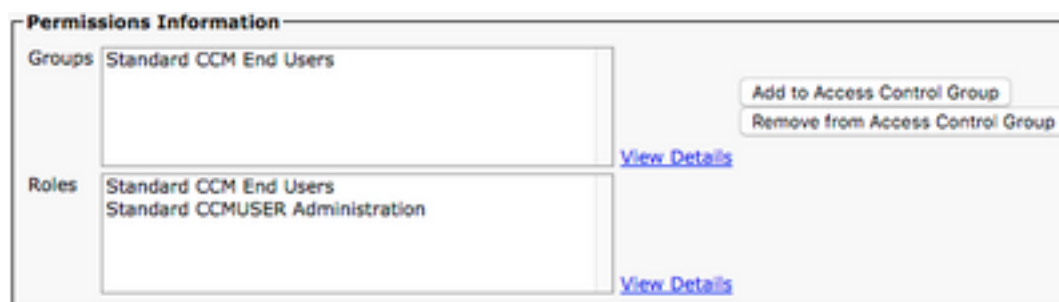 Permissions Information
Groups
Standard CCM End Users
Add to Access Control Group
Remove from Access Control Group
View Details
Roles
Standard CCM End Users
Standard CCMUSER Administration
View Details